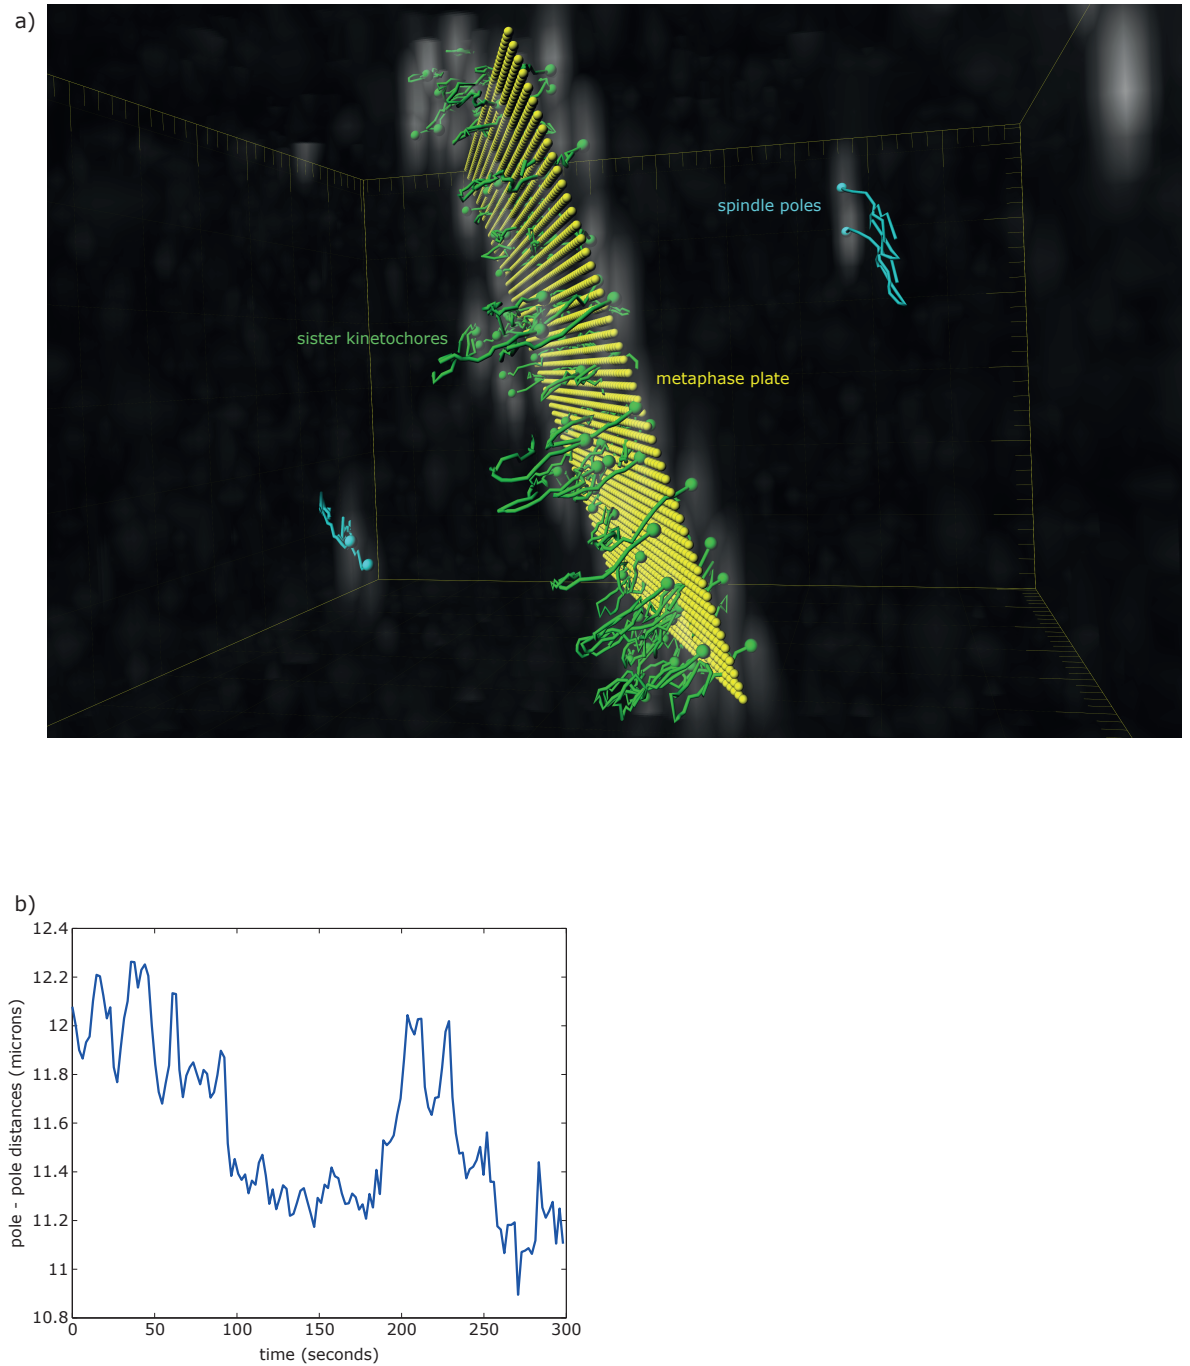 a)
spindle poles
sister kinetochores
metaphase plate
b)
12.4
12.2
12
11.8
11.6
11.4
11.2
11
10.8
pole - pole distances (microns)
0 50 100 150 200 250 300
time (seconds)